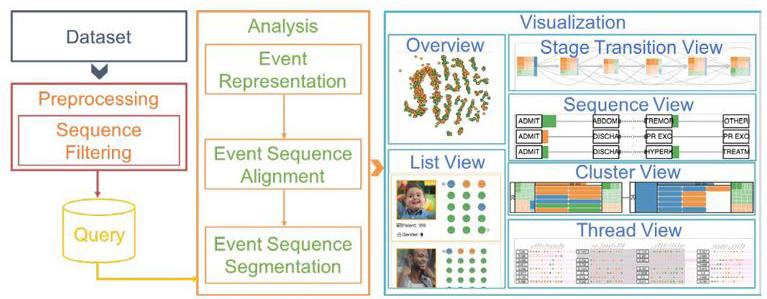 Dataset
Preprocessing
Sequence
Filtering
Query
Analysis
Event
Representation
Event Sequence
Alignment
Event Sequence
Segmentation
Visualization
Overview
List View
Patient: 169
Gender:
Stage Transition View
Sequence View
ADMIT
ABDOM
TREMOR
OTHER
ADMIT
DISCHA
PR EXC
PR EXC
ADMIT
DISCHA
HYPERK
TREATM
Cluster View
Thread View